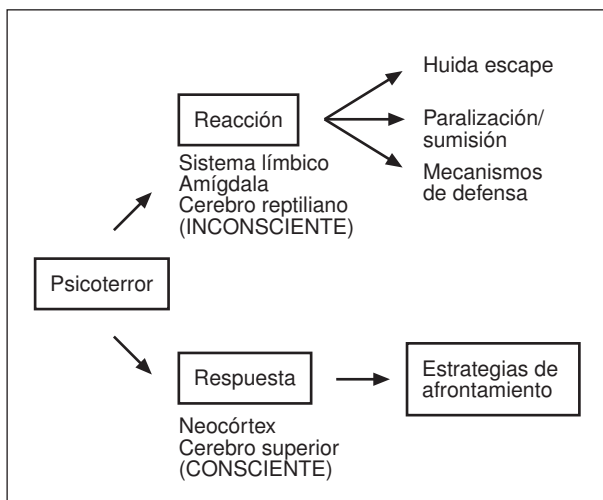 Huida escape
Reacción
Paralización/
sumisión
Sistema límbico
Amígdala
Cerebro reptiliano
(INCONSCIENTE)
Mecanismos
de defensa
Psicoterror
Respuesta
Estrategias de
afrontamiento
Neocórtex
Cerebro superior
(CONSCIENTE)